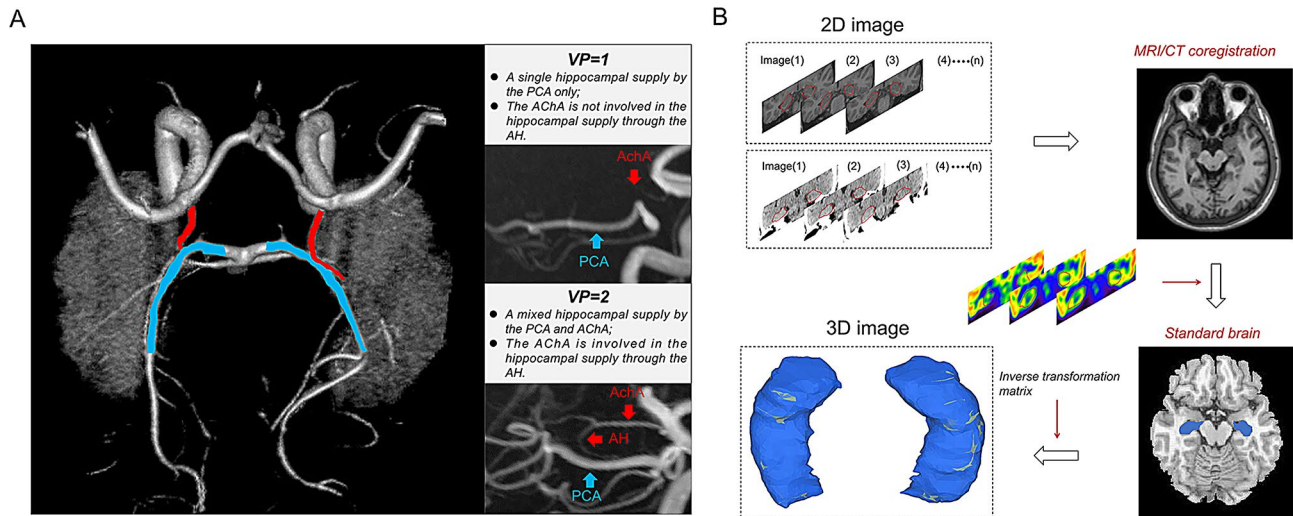 A
VP=1
● A single hippocampal supply by
the PCA only;
● The AChA is not involved in the
hippocampal supply through the
AH.
AchA
PCA
VP=2
● A mixed hippocampal supply by
the PCA and AChA;
● The AChA is involved in the
hippocampal supply through the
AH.
AchA
AH
PCA
B
2D image
Image(1) (2) (3) (4)••••(n)
Image(1) (2) (3) (4)••••(n)
MRI/CT coregistration
Standard brain
Inverse transformation
matrix
3D image